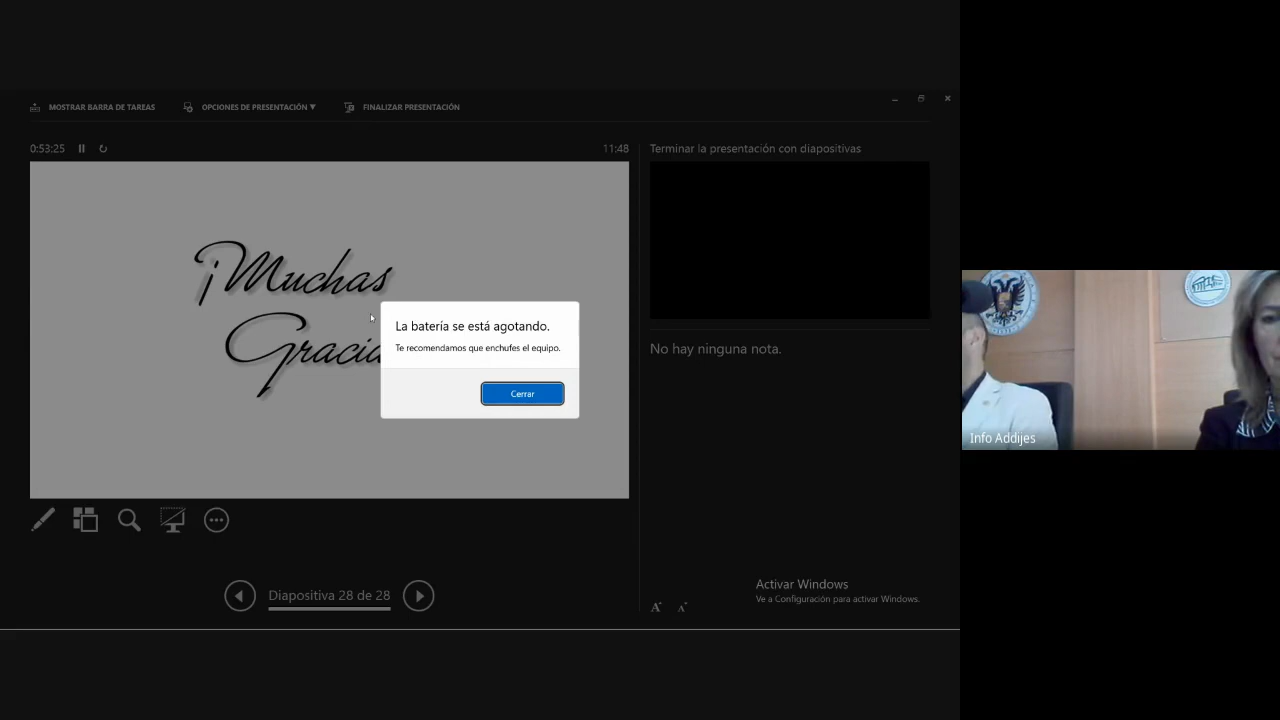 MOSTRAR BARRA DE TAREAS
OPCIONES DE PRESENTACIÓN ▼
FINALIZAR PRESENTACIÓN
0:53:25
11:48
¡Muchas
Gracia
La batería se está agotando.
Te recomendamos que enchufes el equipo.
Cerrar
Diapositiva 28 de 28
Terminar la presentación con diapositivas
No hay ninguna nota.
Activar Windows
Ve a Configuración para activar Windows.
A
A
Info Addijes